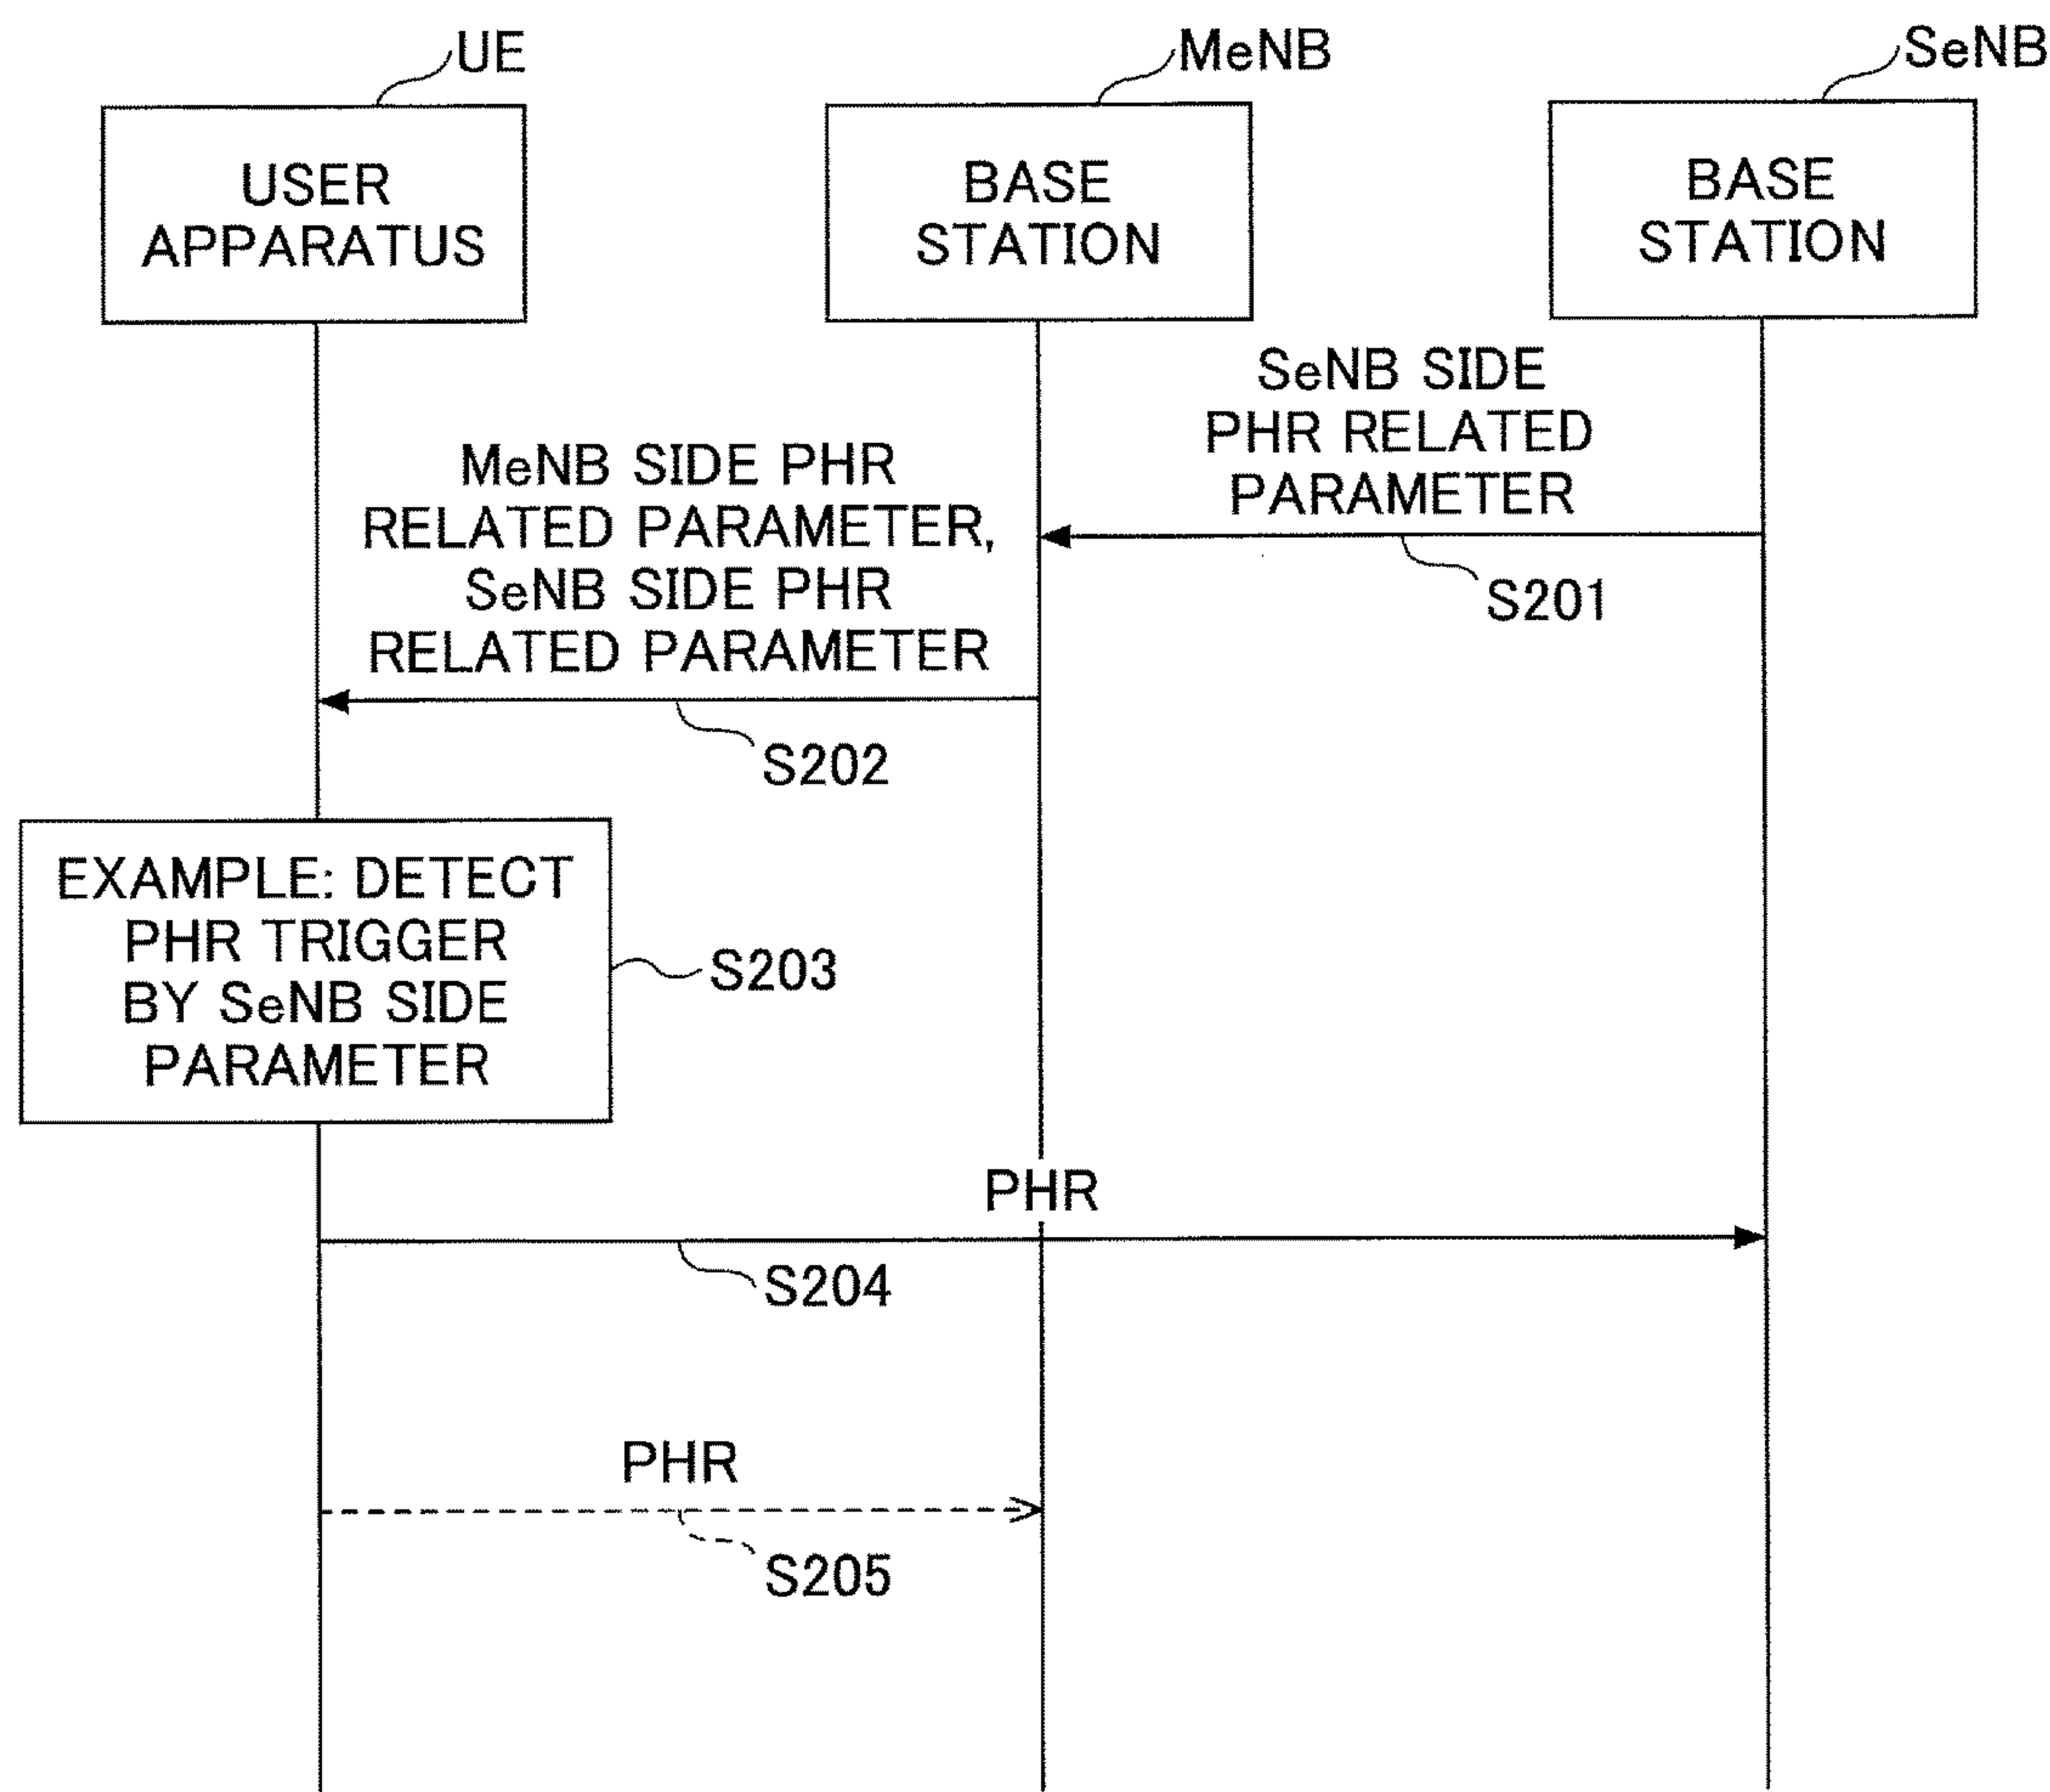 UE
MeNB
SeNB
USER
APPARATUS
BASE
STATION
BASE
STATION
SeNB SIDE
PHR RELATED
PARAMETER
S201
MeNB SIDE PHR
RELATED PARAMETER,
SeNB SIDE PHR
RELATED PARAMETER
S202
EXAMPLE: DETECT
PHR TRIGGER
BY SeNB SIDE
PARAMETER
S203
PHR
S204
PHR
S205